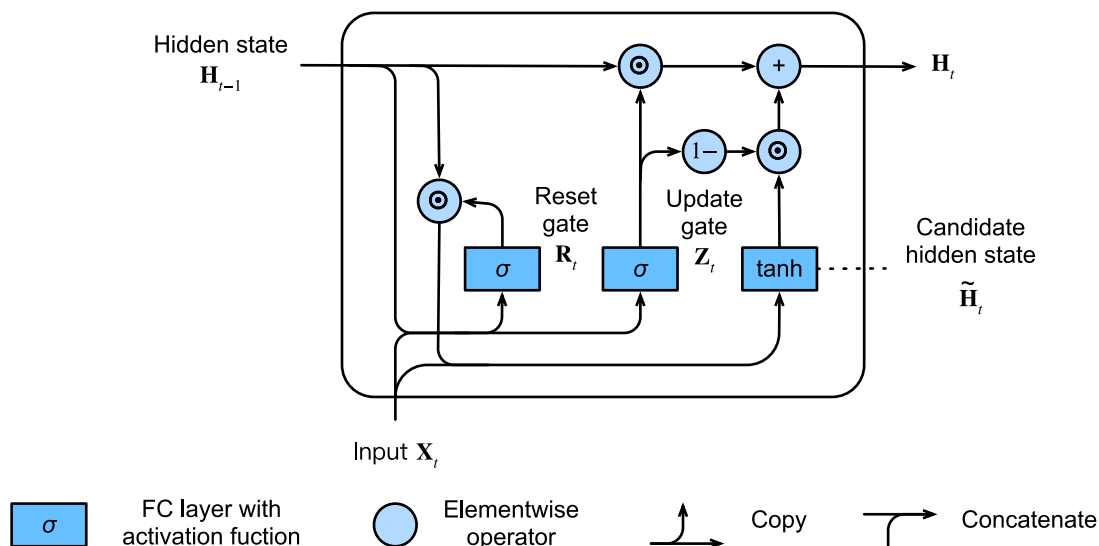 Hidden state
H_{t−1}
⊙
+
H_t
1−
⊙
⊙
Reset
gate
R_t
Update
gate
Z_t
Candidate
hidden state
H̃_t
σ
σ
tanh
Input X_t
σ
FC layer with
activation fuction
Elementwise
operator
Copy
Concatenate